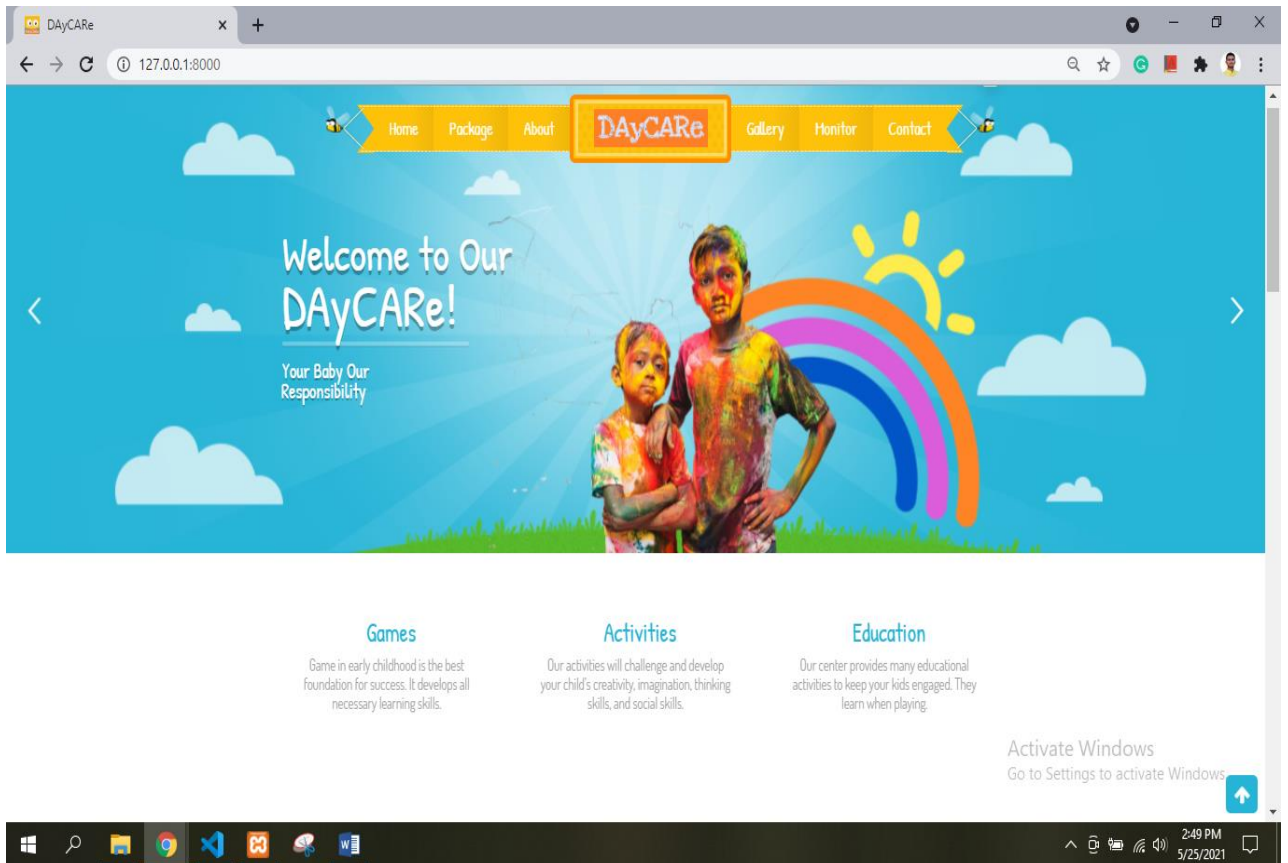 DAyCARe
127.0.0.1:8000
Home Package About DAyCARe Gallery Monitor Contact
Welcome to Our
DAyCARe!
Your Baby Our
Responsibility
Games
Game in early childhood is the best
foundation for success. It develops all
necessary learning skills.
Activities
Our activities will challenge and develop
your child's creativity, imagination, thinking
skills, and social skills.
Education
Our center provides many educational
activities to keep your kids engaged. They
learn when playing.
Activate Windows
Go to Settings to activate Windows.
2:49 PM
5/25/2021